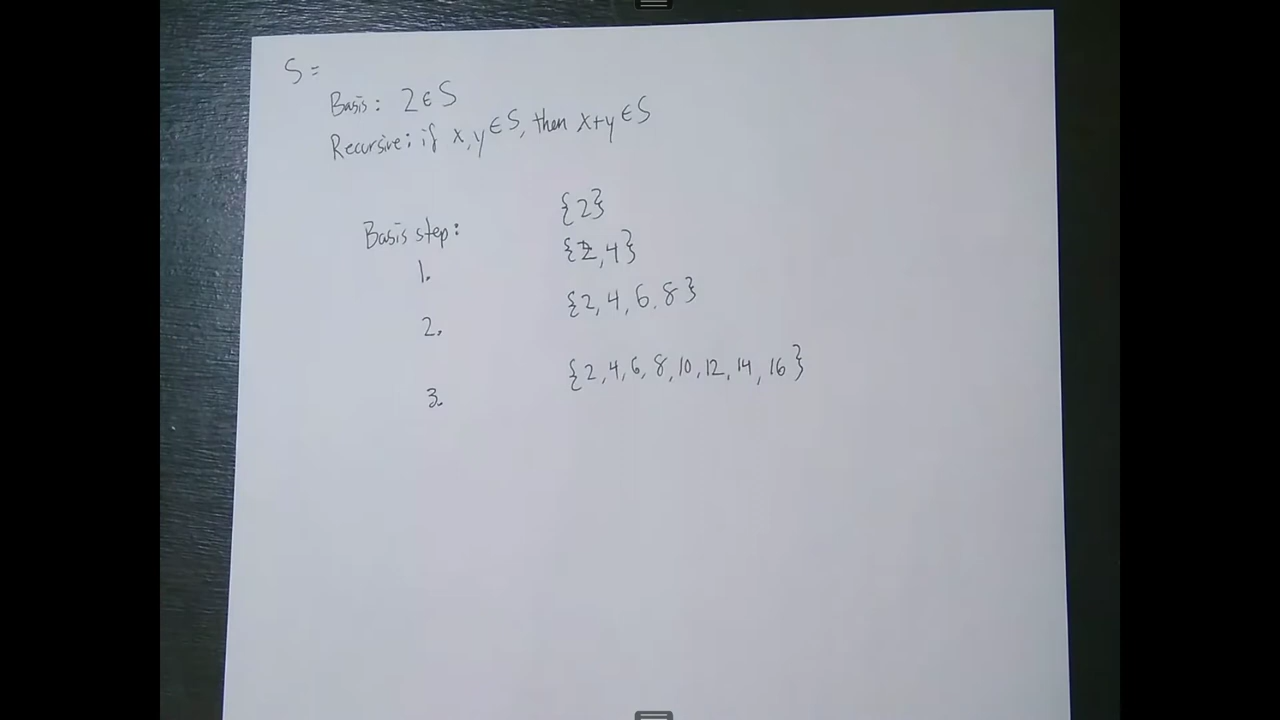 S =
Basis: 2 ∈ S
Recursive: if x, y ∈ S, then x+y ∈ S
Basis step: {2}
1. {2, 4}
2. {2, 4, 6, 8}
3. {2, 4, 6, 8, 10, 12, 14, 16}